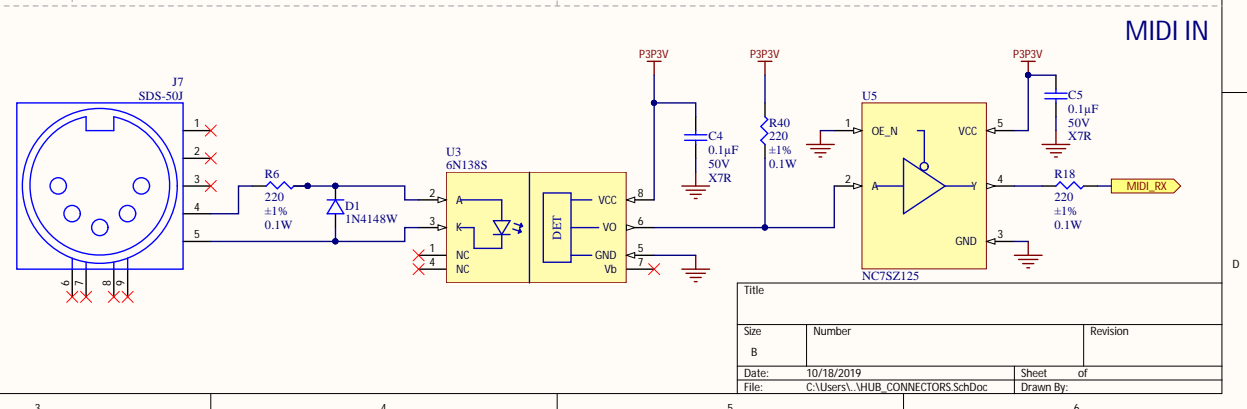 MIDI IN
J7
SDS-50J
1
2
3
4
5
6
7
8
9
R6
220
±1%
0.1W
D1
1N4148W
U3
6N138S
2
A
3
K
1
NC
4
NC
DET
VCC
8
VO
6
GND
5
Vb
7
P3P3V
C4
0.1µF
50V
X7R
P3P3V
R40
220
±1%
0.1W
U5
1
OE_N
VCC
5
2
A
Y
4
GND
3
NC7SZ125
P3P3V
C5
0.1µF
50V
X7R
R18
220
±1%
0.1W
MIDI_RX
D
Title
Size
Number
Revision
B
Date:
10/18/2019
Sheet of
File:
C:\Users\..\HUB_CONNECTORS.SchDoc
Drawn By:
3
4
5
6